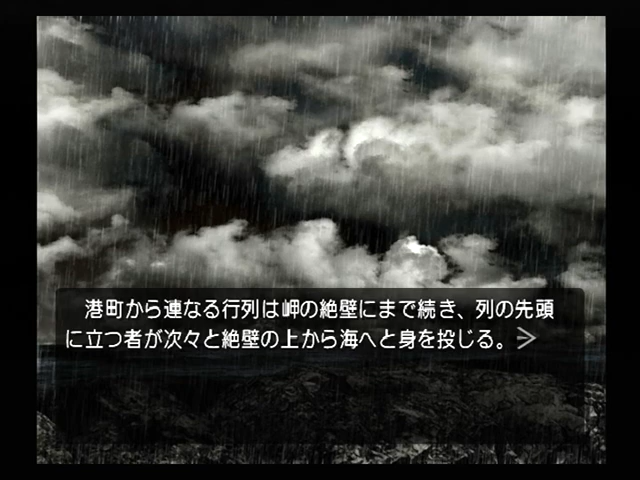 港町から連なる行列は岬の絶壁にまで続き、列の先頭
に立つ者が次々と絶壁の上から海へと身を投じる。